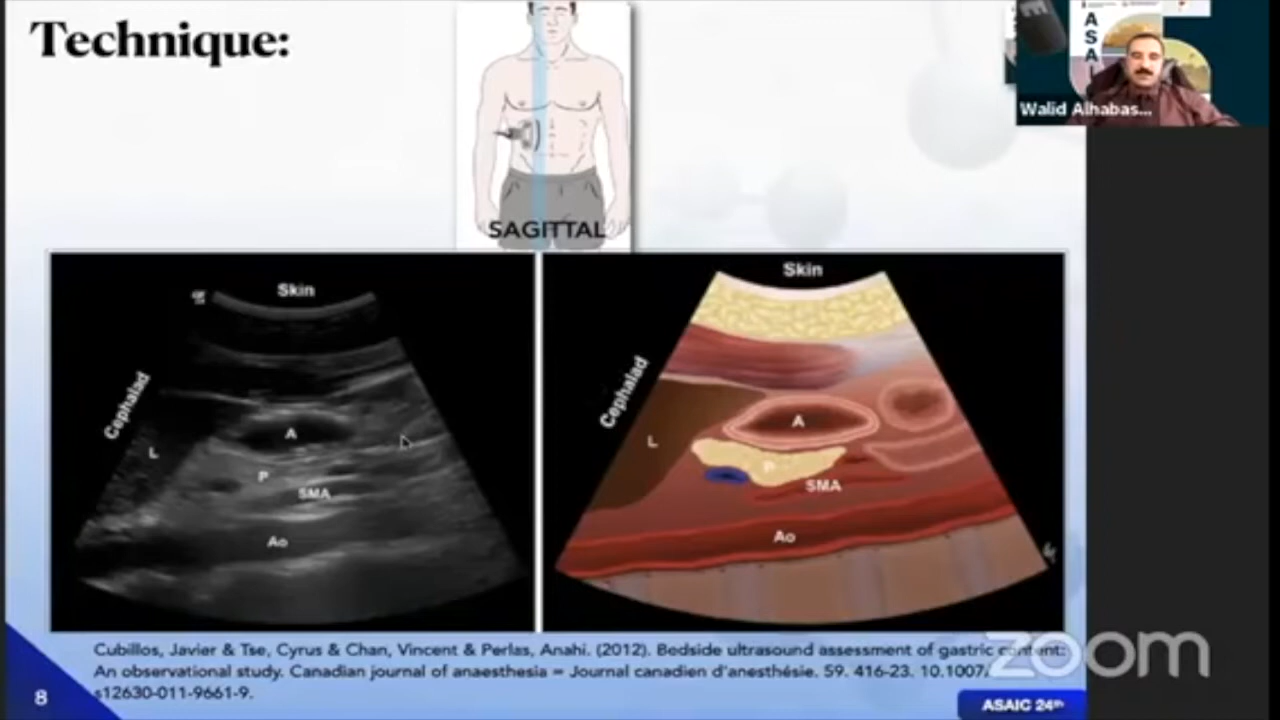 Technique:
SAGITTAL
A
S
A
Walid Alhabas...
Skin
Cephalad
L
A
P
SMA
Ao
Skin
Cephalad
L
A
P
SMA
Ao
Cubillos, Javier & Tse, Cyrus & Chan, Vincent & Perlas, Anahi. (2012). Bedside ultrasound assessment of gastric content:
An observational study. Canadian journal of anaesthesia = Journal canadien d'anesthésie. 59. 416-23. 10.1007/
s12630-011-9661-9.
zoom
8
ASAIC 24th